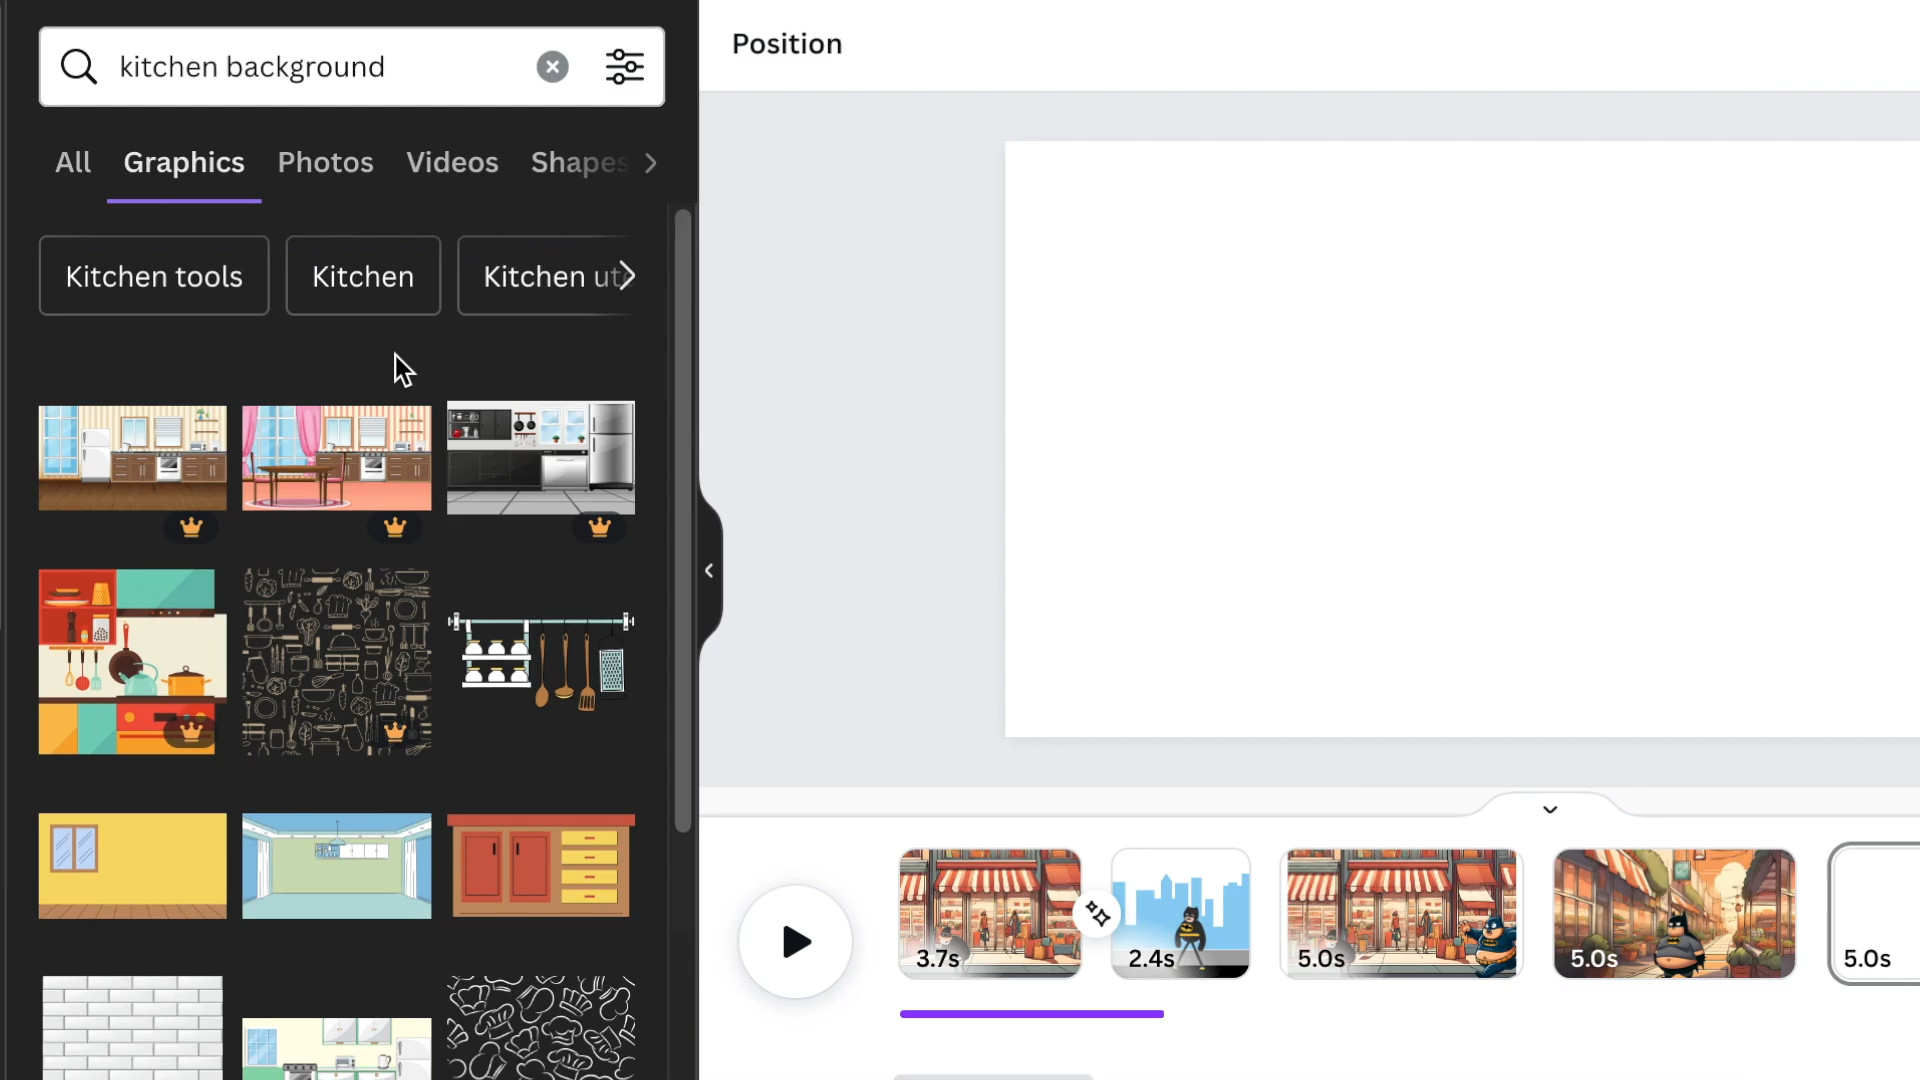 kitchen background
Position
All Graphics Photos Videos Shapes
Kitchen tools Kitchen Kitchen ute
3.7s 2.4s 5.0s 5.0s 5.0s